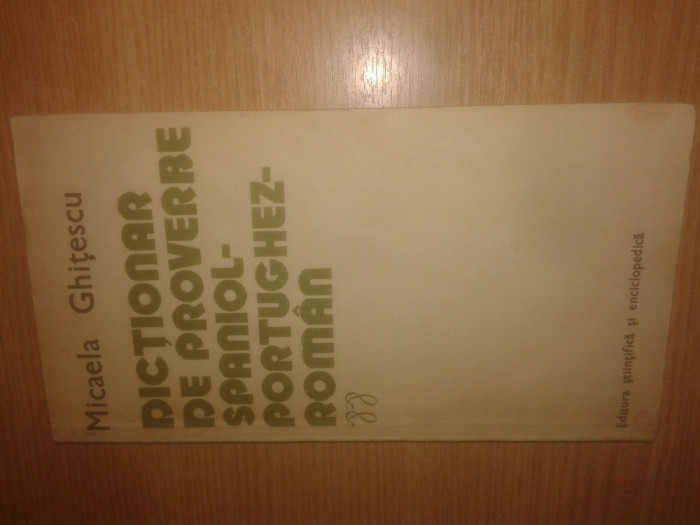 Micaela Ghițescu
DICȚIONAR
DE PROVERBE
SPANIOL-
PORTUGHEZ-
ROMÂN
Editura științifică și enciclopedică